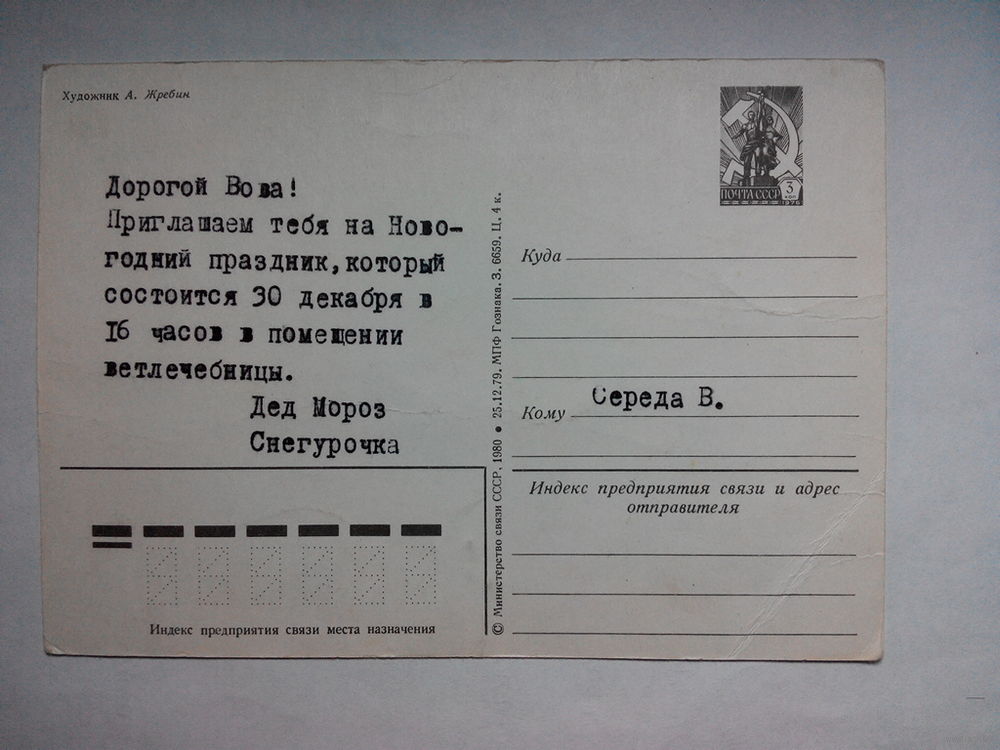 Художник А. Жребин
ПОЧТА СССР
3
коп
1976
Дорогой Вова!
Приглашаем тебя на Ново-
годний праздник, который
состоится 30 декабря в
16 часов в помещении
ветлечебницы.
Дед Мороз
Снегурочка
© Министерство связи СССР, 1980 ● 25.12.79. МПФ Гознака. З. 6659. Ц. 4 к.
Куда
Кому Середа В.
Индекс предприятия связи и адрес
отправителя
Индекс предприятия связи места назначения